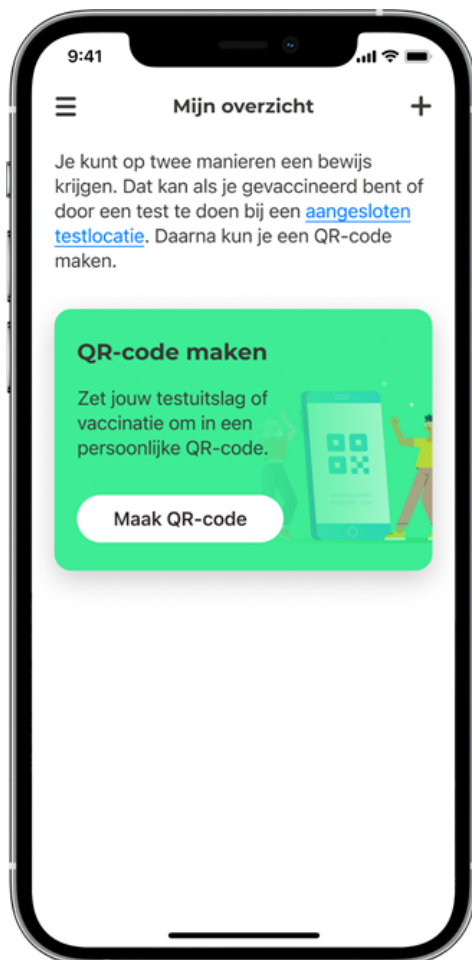 9:41
Mijn overzicht
Je kunt op twee manieren een bewijs
krijgen. Dat kan als je gevaccineerd bent of
door een test te doen bij een aangesloten
testlocatie. Daarna kun je een QR-code
maken.
QR-code maken
Zet jouw testuitslag of
vaccinatie om in een
persoonlijke QR-code.
Maak QR-code